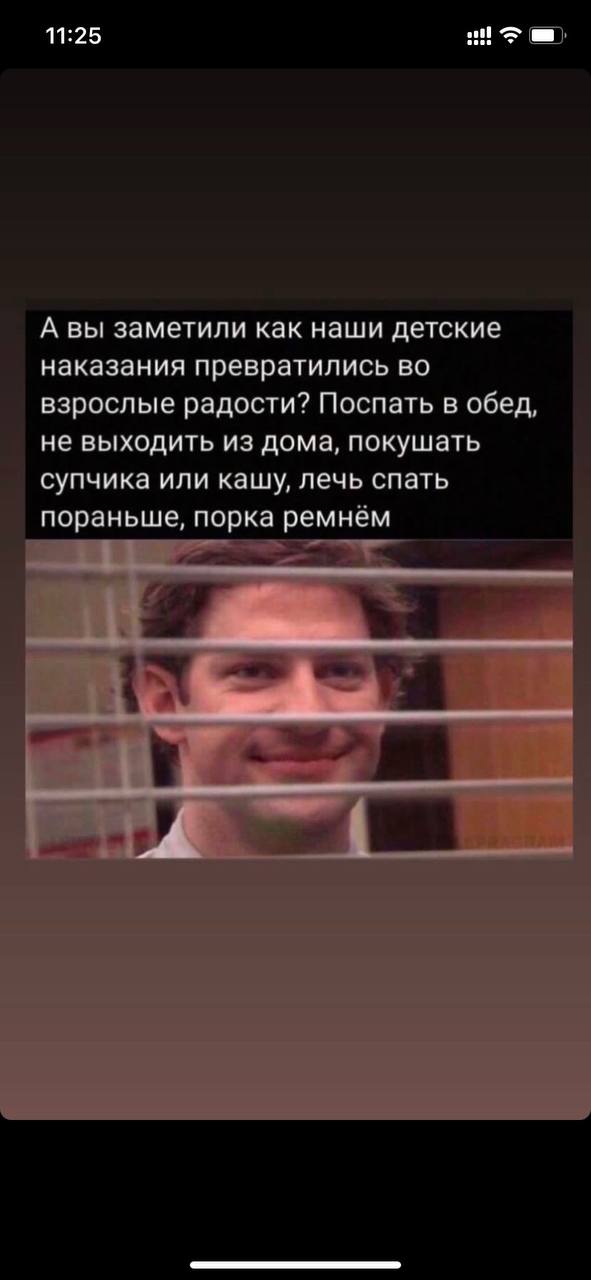 11:25
А вы заметили как наши детские
наказания превратились во
взрослые радости? Поспать в обед,
не выходить из дома, покушать
супчика или кашу, лечь спать
пораньше, порка ремнём